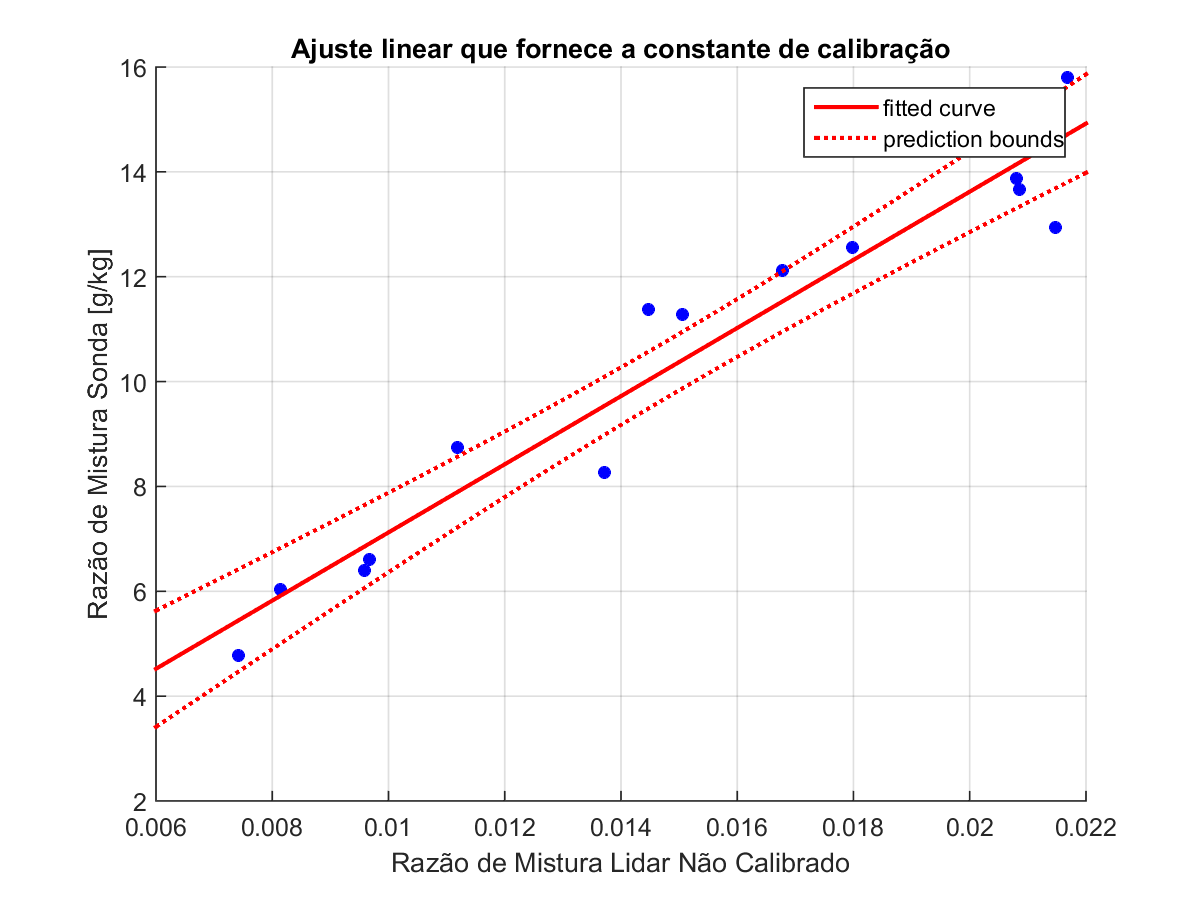 Ajuste linear que fornece a constante de calibração
16
14
12
10
8
6
4
2
Razão de Mistura Sonda [g/kg]
fitted curve
prediction bounds
0.006 0.008 0.01 0.012 0.014 0.016 0.018 0.02 0.022
Razão de Mistura Lidar Não Calibrado